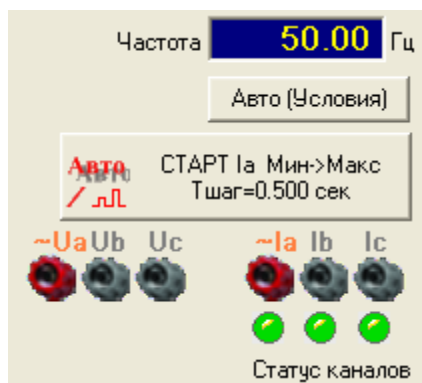 Частота 50.00 Гц
Авто (Условия)
Авто СТАРТ Ia Мин->Макс
Tшаг=0.500 сек
~Ua Ub Uc ~Ia Ib Ic
Статус каналов